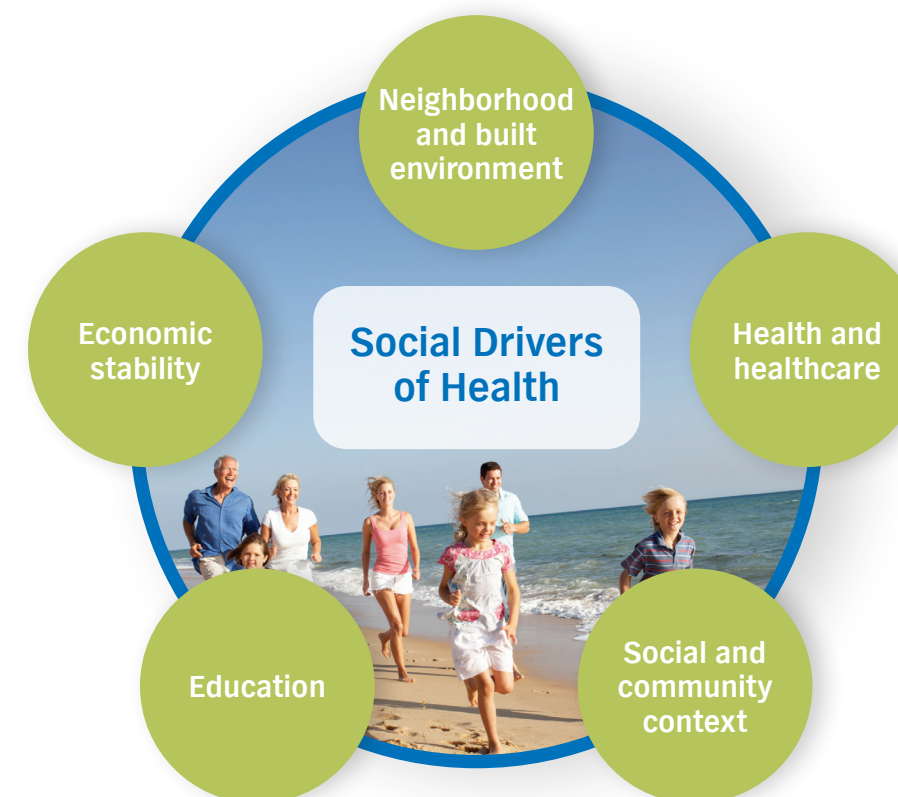 Neighborhood
and built
environment
Economic
stability
Social Drivers
of Health
Health and
healthcare
Education
Social and
community
context